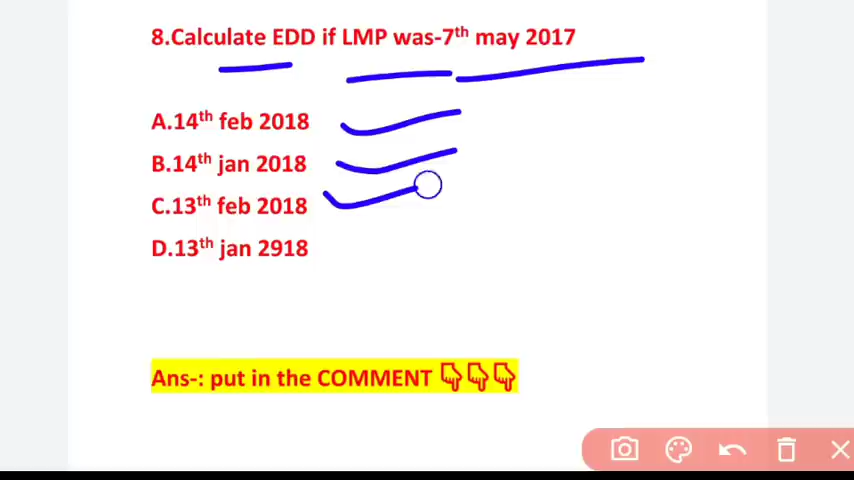 8.Calculate EDD if LMP was-7th may 2017
A.14th feb 2018
B.14th jan 2018
C.13th feb 2018
D.13th jan 2918
Ans-: put in the COMMENT 👇👇👇